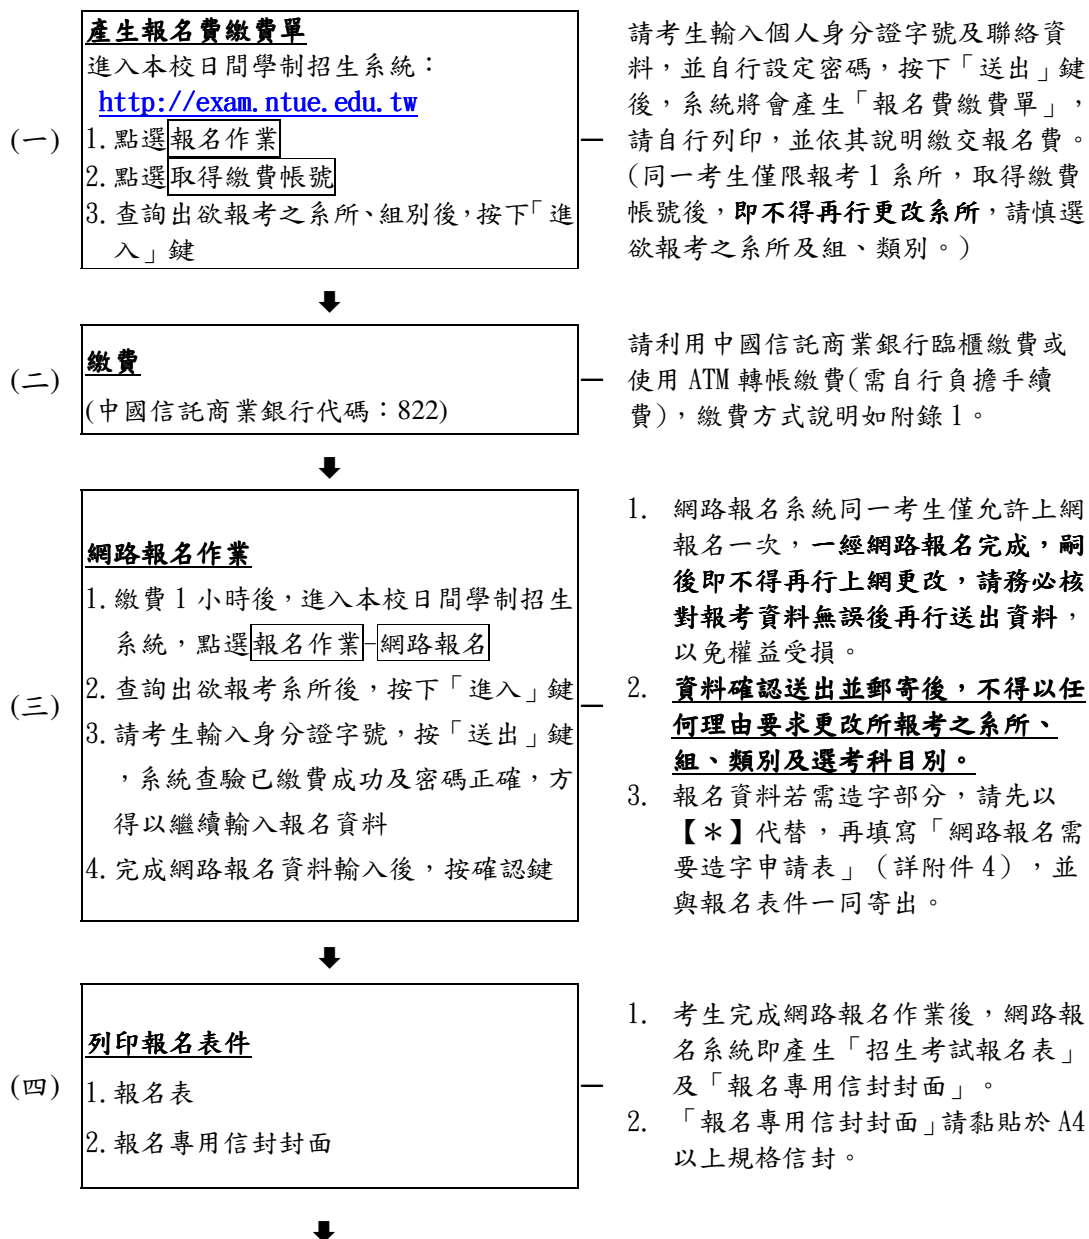 (一)
產生報名費繳費單
進入本校日間學制招生系統：
http://exam.ntue.edu.tw
1.點選報名作業
2.點選取得繳費帳號
3.查詢出欲報考之系所、組別後，按下「進
入」鍵
請考生輸入個人身分證字號及聯絡資
料，並自行設定密碼，按下「送出」鍵
後，系統將會產生「報名費繳費單」，
請自行列印，並依其說明繳交報名費。
(同一考生僅限報考 1 系所，取得繳費
帳號後，即不得再行更改系所，請慎選
欲報考之系所及組、類別。)
(二)
繳費
(中國信託商業銀行代碼：822)
請利用中國信託商業銀行臨櫃繳費或
使用 ATM 轉帳繳費(需自行負擔手續
費)，繳費方式說明如附錄 1。
(三)
網路報名作業
1.繳費 1 小時後，進入本校日間學制招生
系統，點選報名作業-網路報名
2.查詢出欲報考系所後，按下「進入」鍵
3.請考生輸入身分證字號，按「送出」鍵
，系統查驗已繳費成功及密碼正確，方
得以繼續輸入報名資料
4.完成網路報名資料輸入後，按確認鍵
1. 網路報名系統同一考生僅允許上網
報名一次，一經網路報名完成，嗣
後即不得再行上網更改，請務必核
對報考資料無誤後再行送出資料，
以免權益受損。
2. 資料確認送出並郵寄後，不得以任
何理由要求更改所報考之系所、
組、類別及選考科目別。
3. 報名資料若需造字部分，請先以
【＊】代替，再填寫「網路報名需
要造字申請表」（詳附件 4），並
與報名表件一同寄出。
(四)
列印報名表件
1.報名表
2.報名專用信封封面
1. 考生完成網路報名作業後，網路報
名系統即產生「招生考試報名表」
及「報名專用信封封面」。
2. 「報名專用信封封面」請黏貼於 A4
以上規格信封。